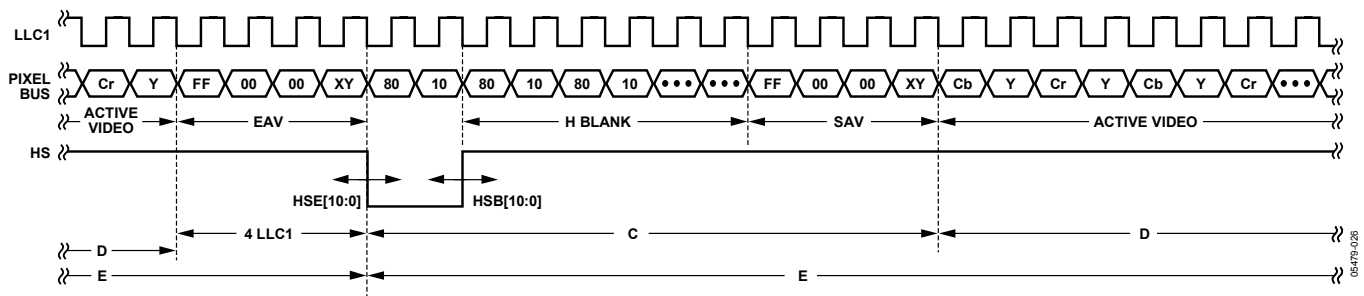 LLC1
PIXEL BUS Cr Y FF 00 00 XY 80 10 80 10 80 10 ••• ••• FF 00 00 XY Cb Y Cr Y Cb Y Cr •••
ACTIVE VIDEO EAV H BLANK SAV ACTIVE VIDEO
HS
HSE[10:0] HSB[10:0]
4 LLC1 C D
D
E E
05479-026